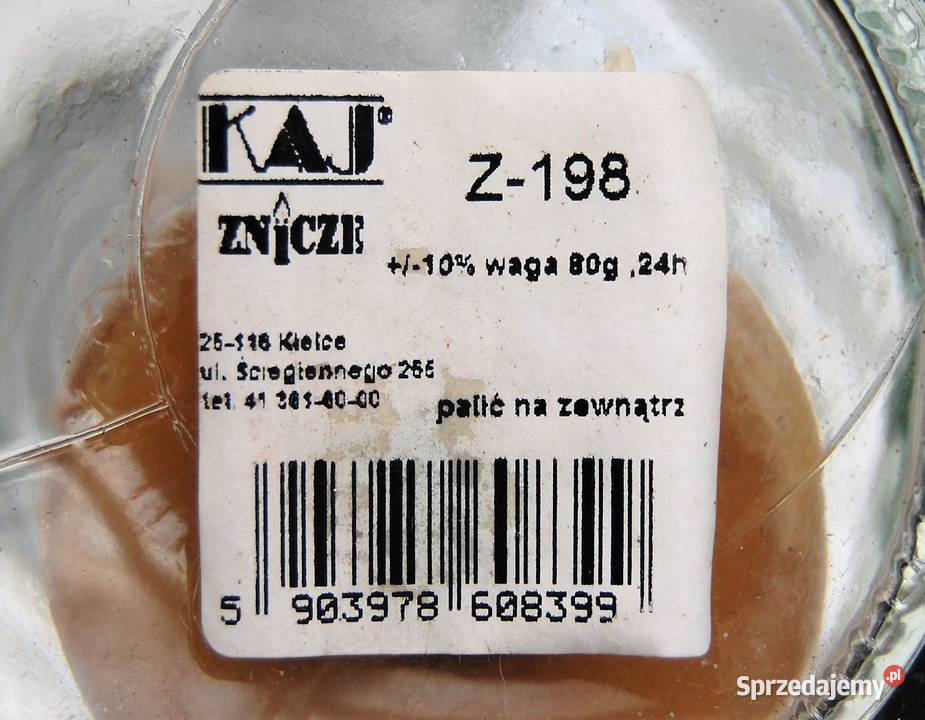 KAJ®
ZNICZE
Z-198
+/-10% waga 80g ,24h
25-116 Kielce
ul. Ściegiennego 266
tel. 41 361-60-00
palić na zewnątrz
5 903978 608399
Sprzedajemy.pl